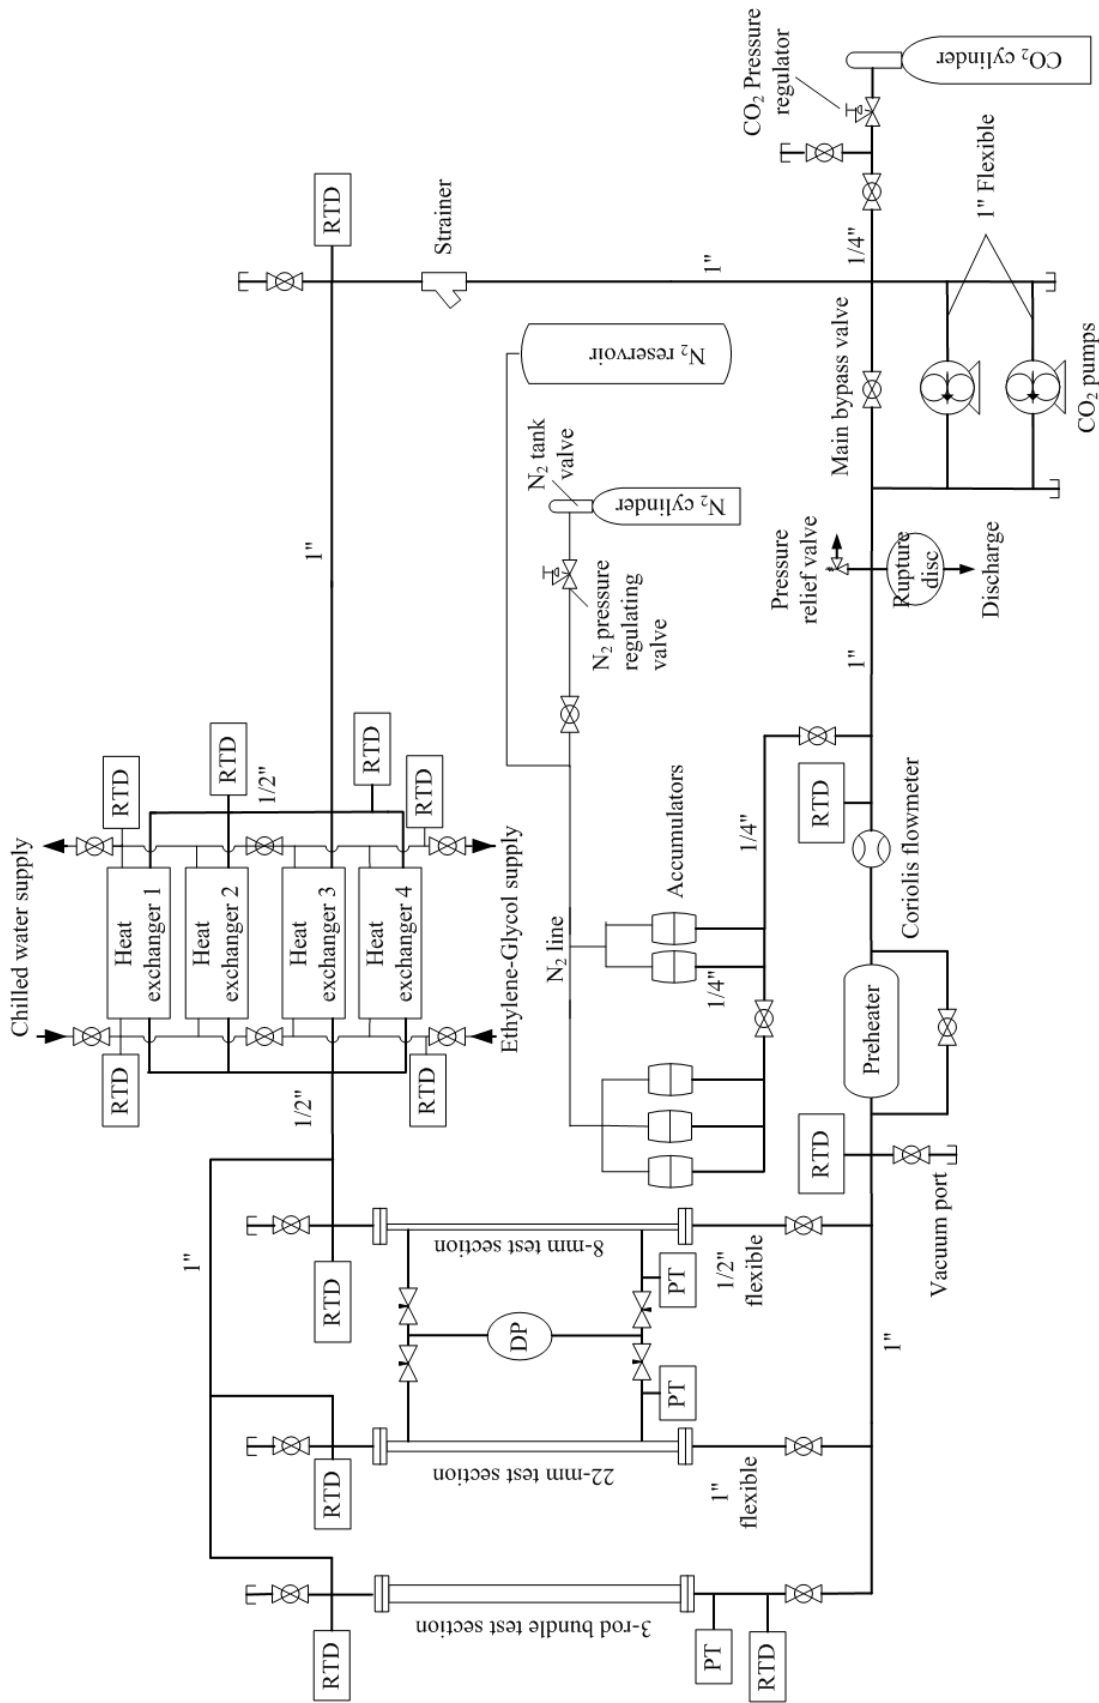 Chilled water supply
Ethylene-Glycol supply
RTD
RTD
RTD
RTD
RTD
RTD
1/2"
1/2"
Heat
exchanger 1
Heat
exchanger 2
Heat
exchanger 3
Heat
exchanger 4
1"
RTD
Strainer
1"
1"
RTD
RTD
RTD
8-mm test section
22-mm test section
3-rod bundle test section
DP
PT
PT
PT
RTD
1/2"
flexible
1"
flexible
1"
N2 line
Accumulators
1/4"
1/4"
N2 reservoir
N2 tank
valve
N2 cylinder
N2 pressure
regulating
valve
RTD
Vacuum port
Preheater
Coriolis flowmeter
RTD
1"
Pressure
relief valve
Rupture
disc
Discharge
Main bypass valve
1/4"
CO2 pumps
1" Flexible
CO2 Pressure
regulator
CO2 cylinder